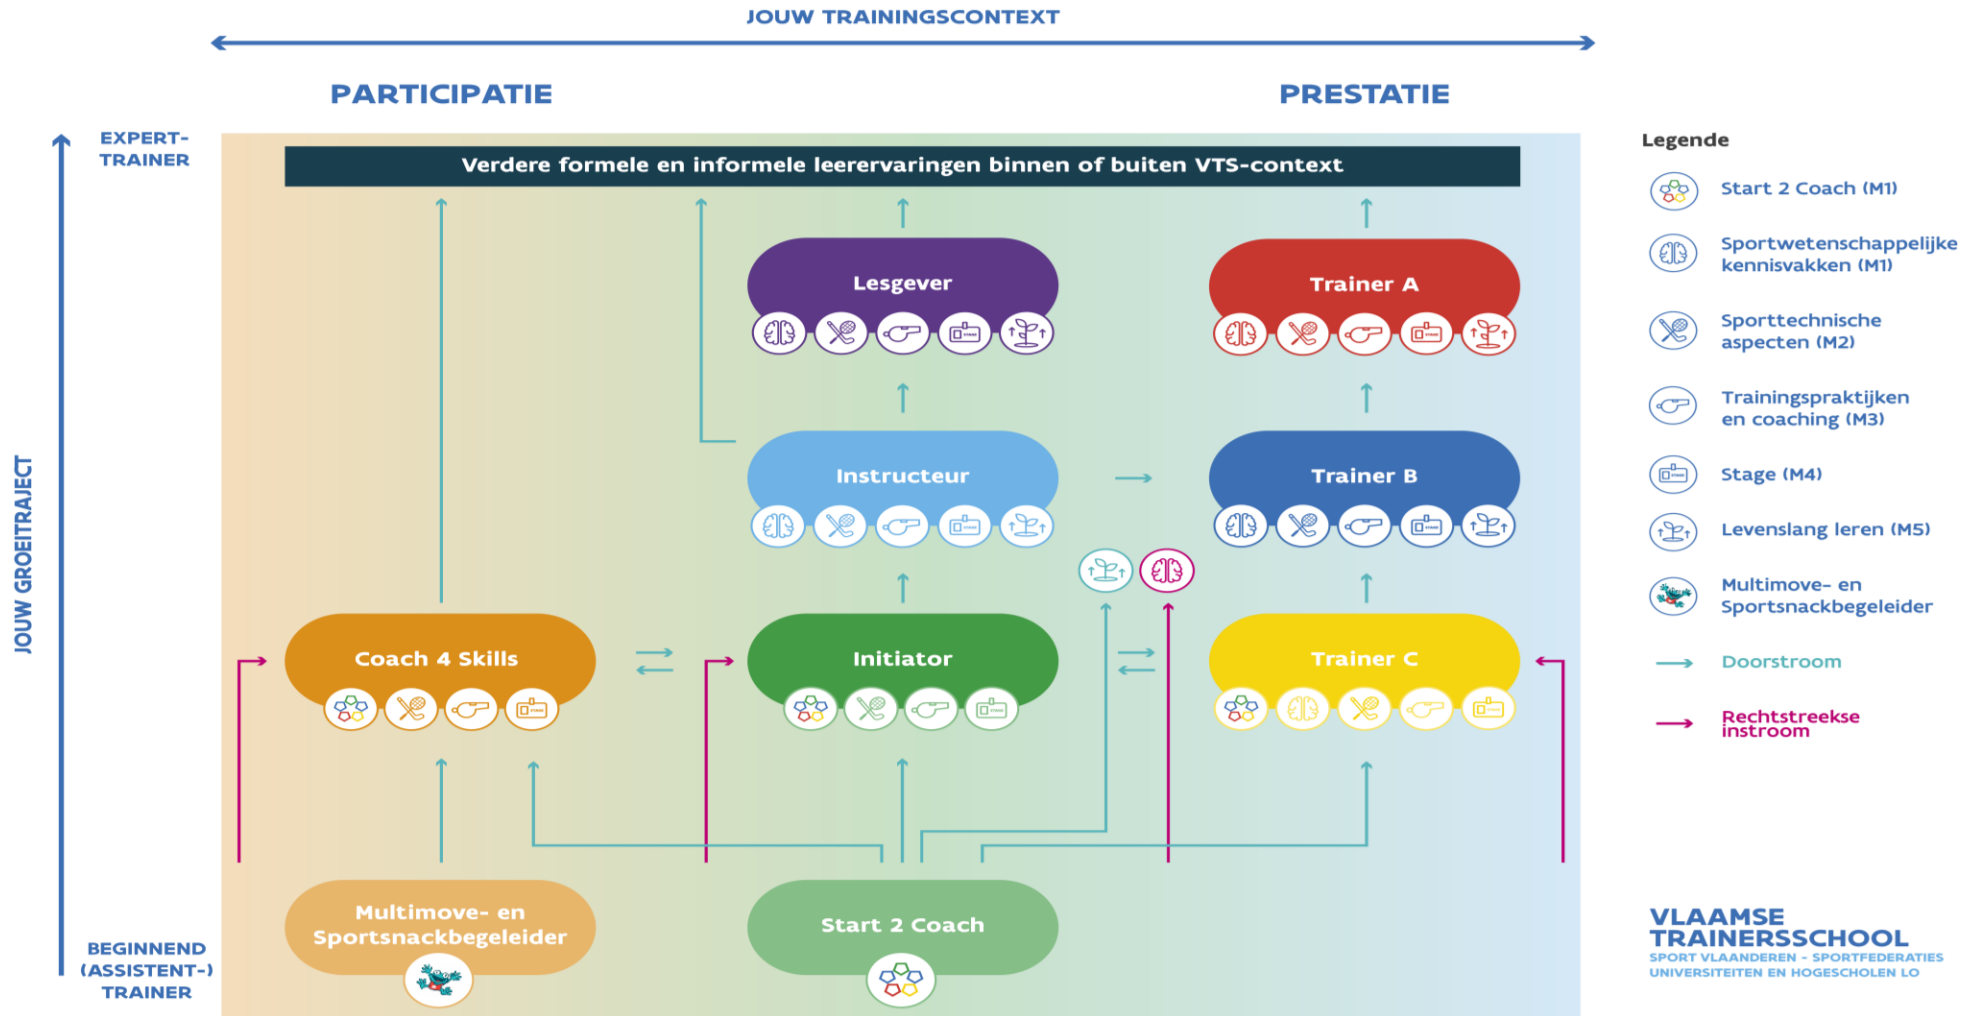 JOUW TRAININGSCONTEXT
PARTICIPATIE
PRESTATIE
JOUW GROEITRAJECT
EXPERT-
TRAINER
BEGINNEND
(ASSISTENT-)
TRAINER
Verdere formele en informele leerervaringen binnen of buiten VTS-context
Lesgever
Trainer A
Instructeur
Trainer B
Coach 4 Skills
Initiator
Trainer C
Multimove- en
Sportsnackbegeleider
Start 2 Coach
Legende
Start 2 Coach (M1)
Sportwetenschappelijke
kennisvakken (M1)
Sporttechnische
aspecten (M2)
Trainingspraktijken
en coaching (M3)
Stage (M4)
Levenslang leren (M5)
Multimove- en
Sportsnackbegeleider
Doorstroom
Rechtstreekse
instroom
VLAAMSE
TRAINERSSCHOOL
SPORT VLAANDEREN - SPORTFEDERATIES
UNIVERSITEITEN EN HOGESCHOLEN LO